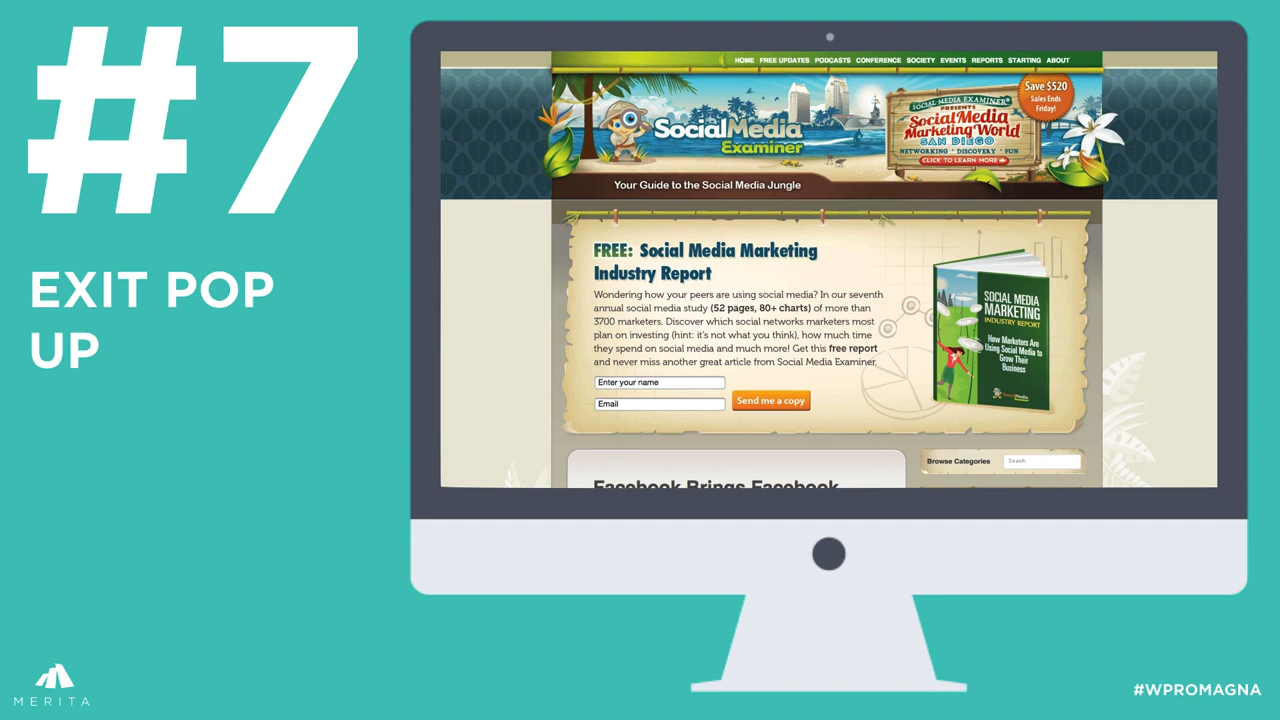 #7
EXIT POP
UP
HOME FREE UPDATES PODCASTS CONFERENCE SOCIETY EVENTS REPORTS STARTING ABOUT
Save $520
Sales Ends
Friday!
SOCIAL MEDIA EXAMINER®
PRESENTS
Social Media
Marketing World
SAN DIEGO
NETWORKING * DISCOVERY * FUN
CLICK TO LEARN MORE
SocialMedia
Examiner
Your Guide to the Social Media Jungle
FREE: Social Media Marketing
Industry Report
Wondering how your peers are using social media? In our seventh
annual social media study (52 pages, 80+ charts) of more than
3700 marketers. Discover which social networks marketers most
plan on investing (hint: it's not what you think), how much time
they spend on social media and much more! Get this free report
and never miss another great article from Social Media Examiner.
Enter your name
Email
Send me a copy
SOCIAL MEDIA
MARKETING
INDUSTRY REPORT
How Marketers Are
Using Social Media to
Grow Their
Business
Browse Categories
Search
Facebook Brings Facebook
MERITA
#WPROMAGNA